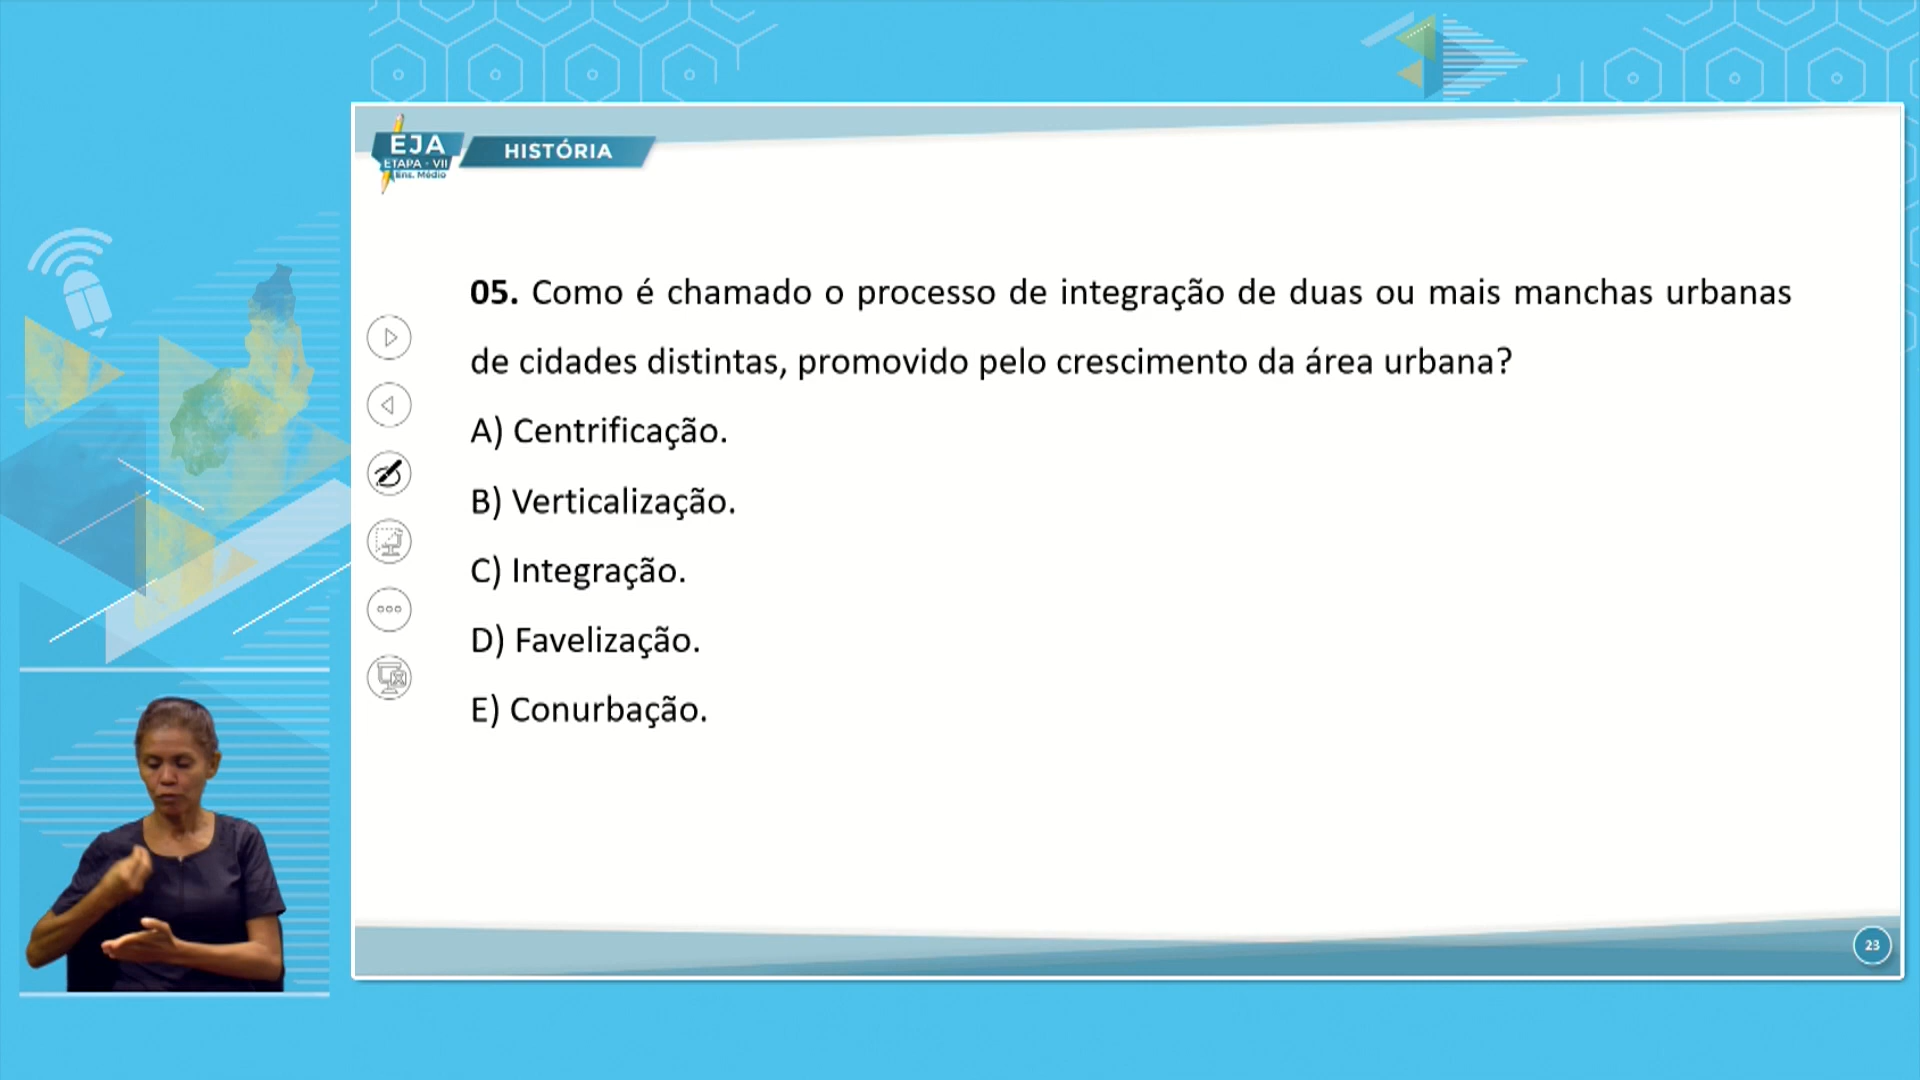 EJA
ETAPA - VII
Ens. Médio
HISTÓRIA
05. Como é chamado o processo de integração de duas ou mais manchas urbanas
de cidades distintas, promovido pelo crescimento da área urbana?
A) Centrificação.
B) Verticalização.
C) Integração.
D) Favelização.
E) Conurbação.
23